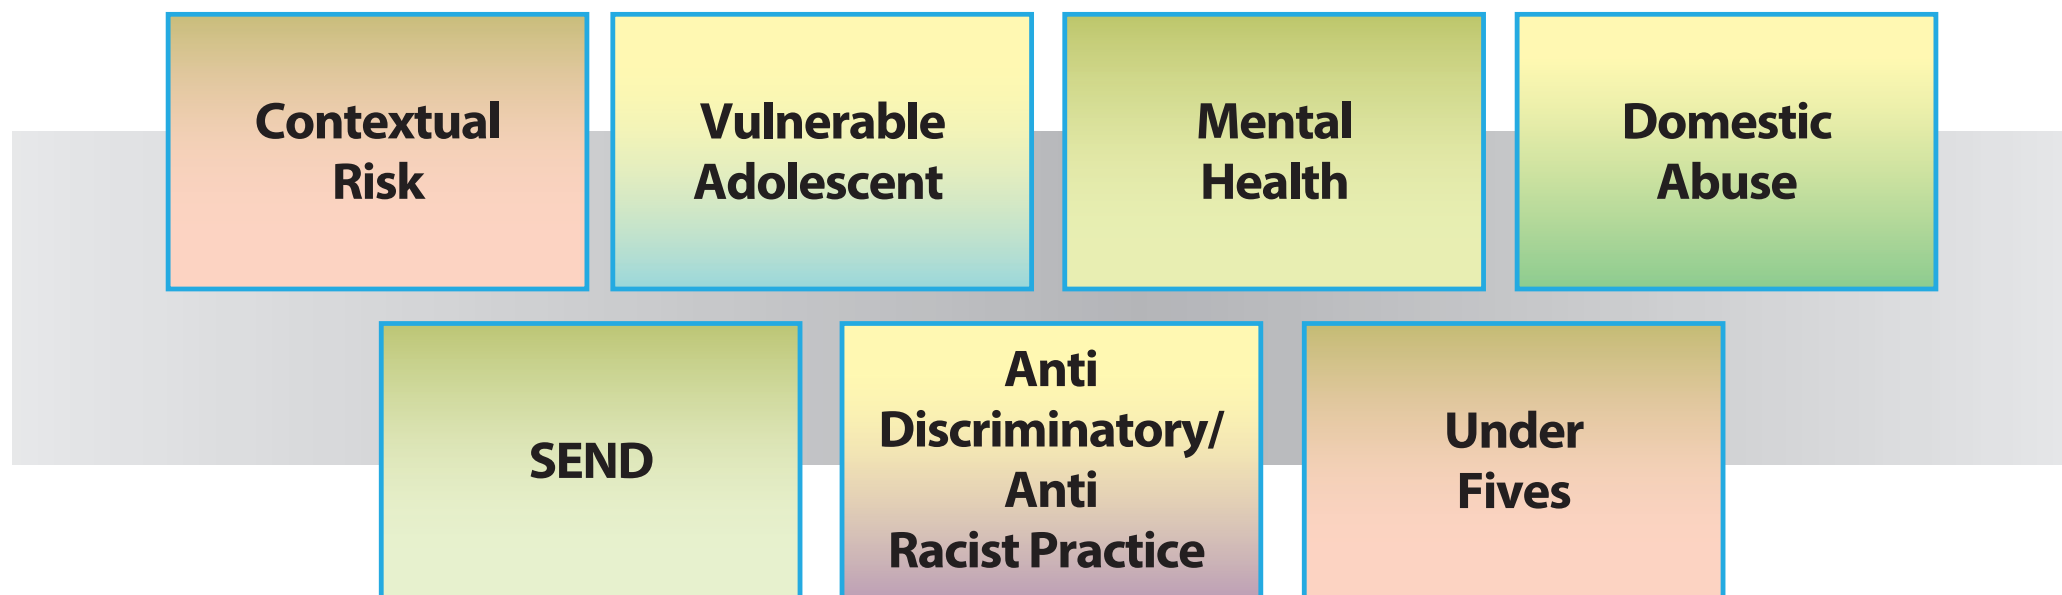 Contextual
Risk
Vulnerable
Adolescent
Mental
Health
Domestic
Abuse
SEND
Anti
Discriminatory/
Anti
Racist Practice
Under
Fives